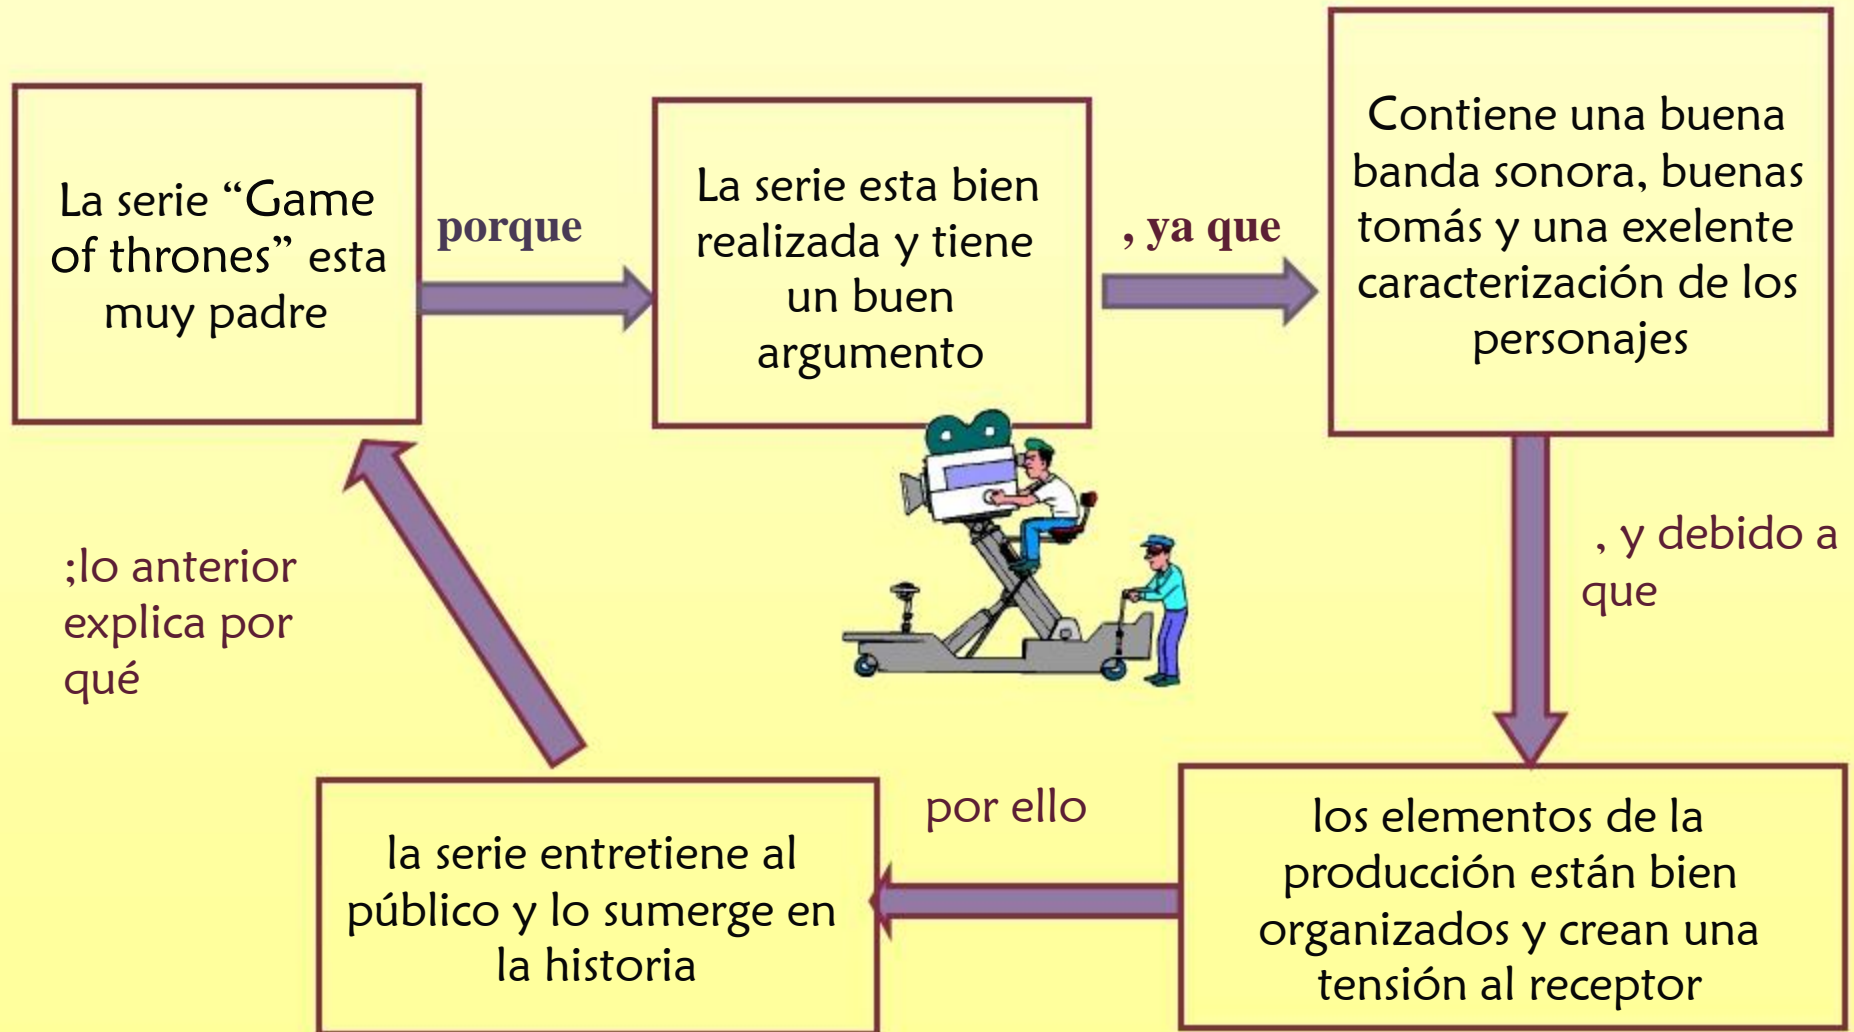 La serie “Game
of thrones” esta
muy padre
porque
La serie esta bien
realizada y tiene
un buen
argumento
, ya que
Contiene una buena
banda sonora, buenas
tomás y una exelente
caracterización de los
personajes
, y debido a
que
los elementos de la
producción están bien
organizados y crean una
tensión al receptor
por ello
la serie entretiene al
público y lo sumerge en
la historia
;lo anterior
explica por
qué